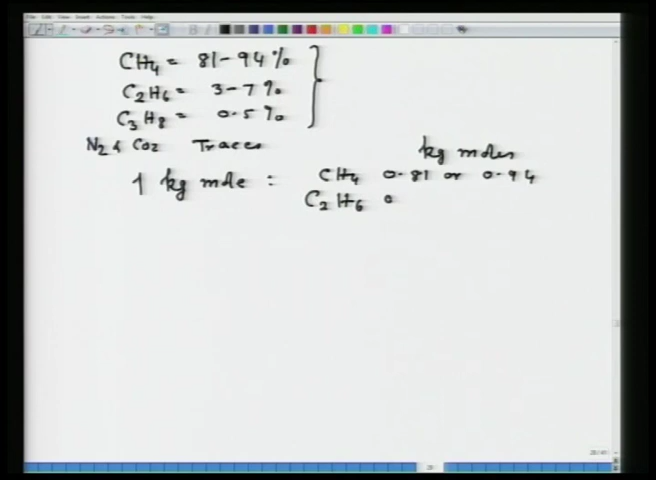 CH4 = 81-94%
C2H6 = 3-7%
C3H8 = 0.5%
N2 & CO2 Traces
kg moles
1 kg mole : CH4 0.81 or 0.94
C2H6 0